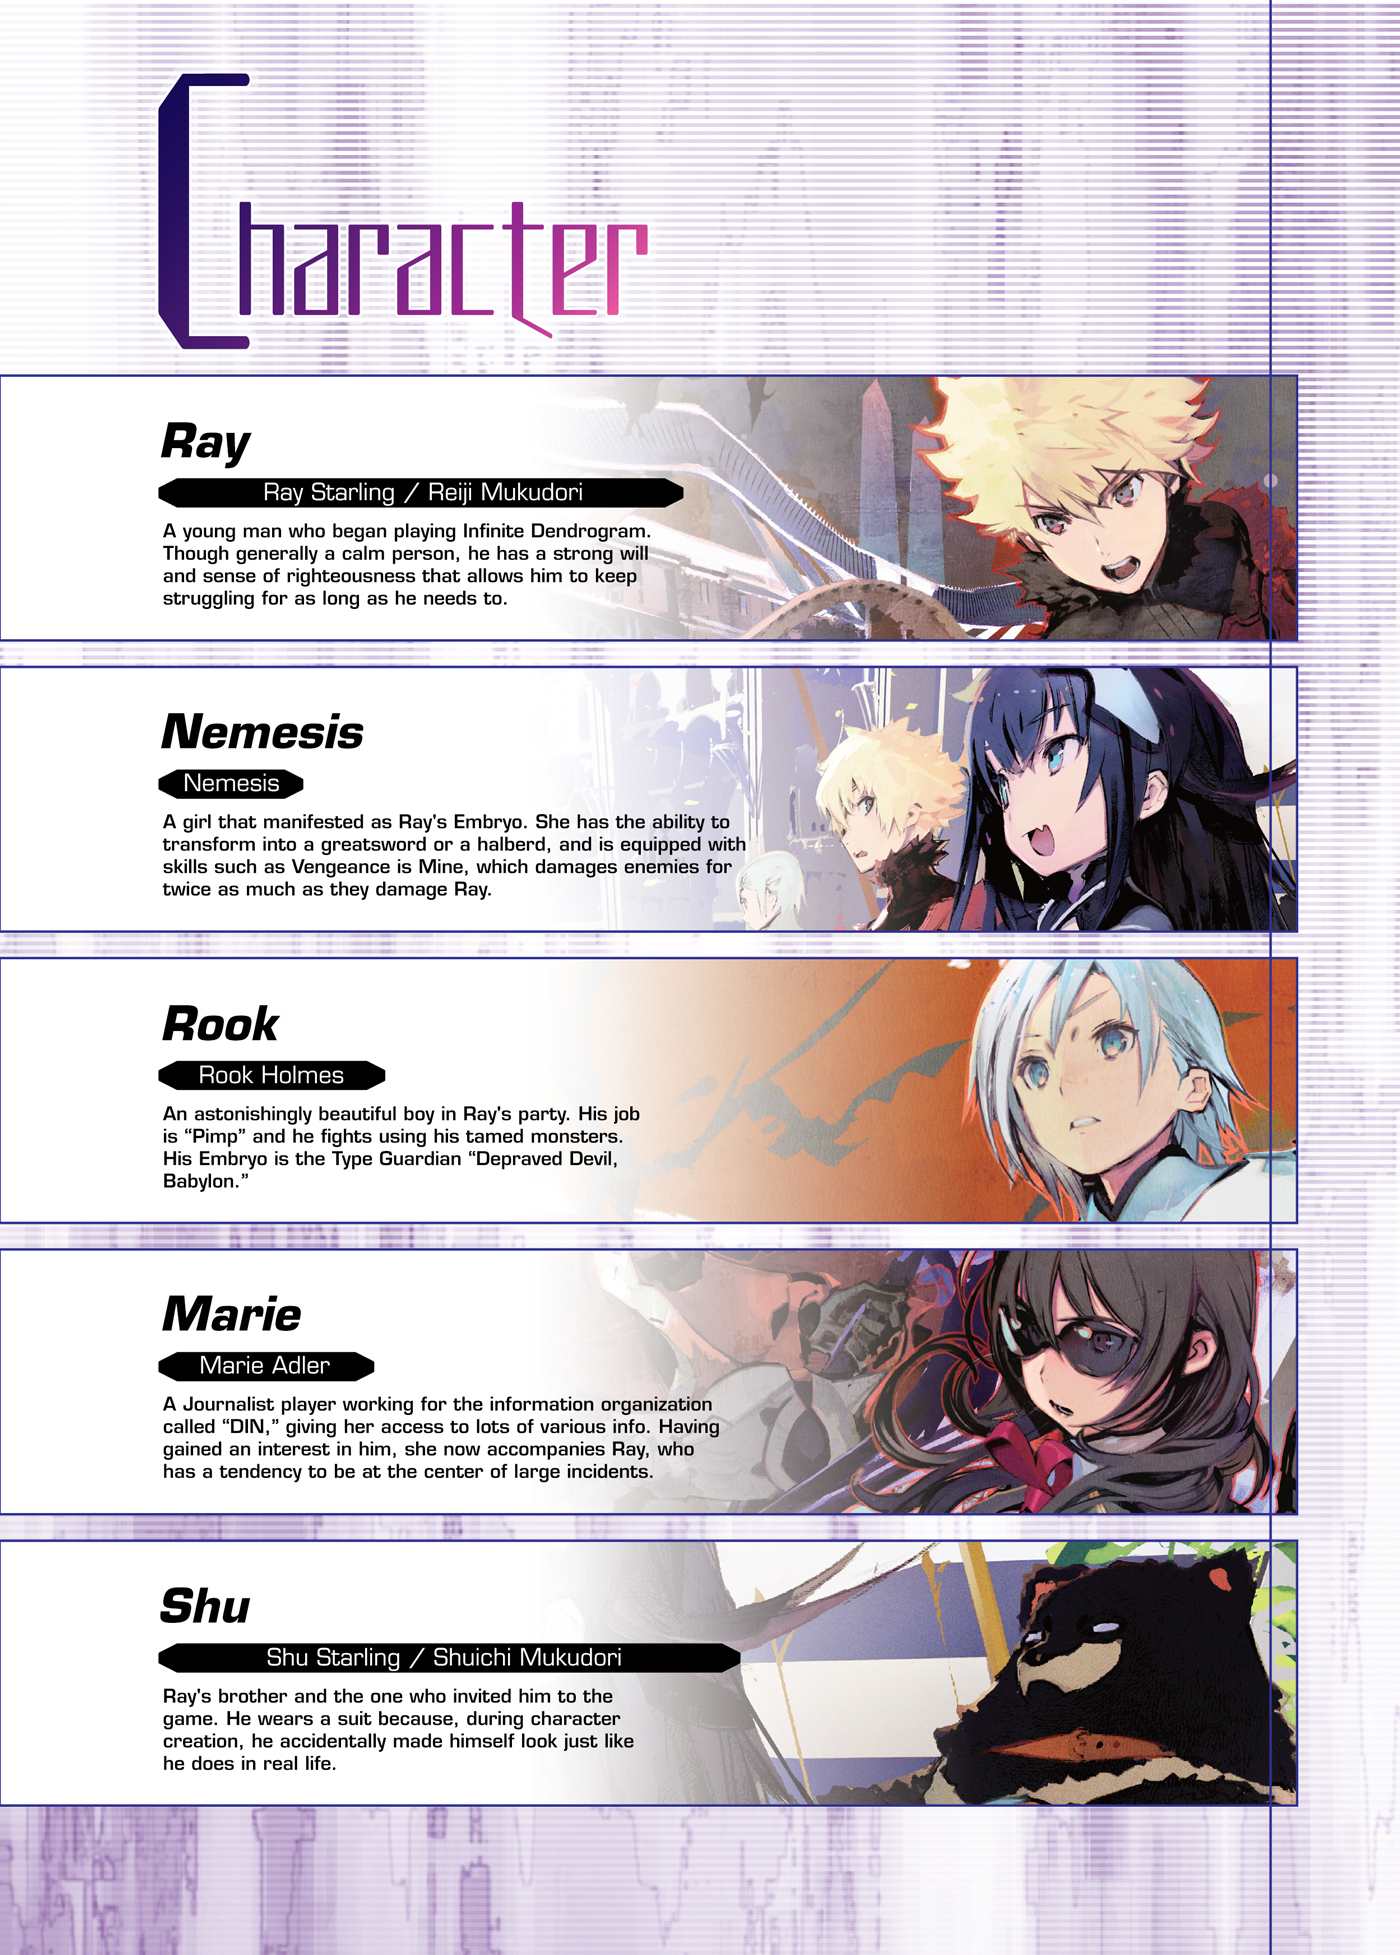 Character
Ray
Ray Starling / Reiji Mukudori
A young man who began playing Infinite Dendrogram.
Though generally a calm person, he has a strong will
and sense of righteousness that allows him to keep
struggling for as long as he needs to.
Nemesis
Nemesis
A girl that manifested as Ray's Embryo. She has the ability to
transform into a greatsword or a halberd, and is equipped with
skills such as Vengeance is Mine, which damages enemies for
twice as much as they damage Ray.
Rook
Rook Holmes
An astonishingly beautiful boy in Ray's party. His job
is “Pimp” and he fights using his tamed monsters.
His Embryo is the Type Guardian “Depraved Devil,
Babylon.”
Marie
Marie Adler
A Journalist player working for the information organization
called “DIN,” giving her access to lots of various info. Having
gained an interest in him, she now accompanies Ray, who
has a tendency to be at the center of large incidents.
Shu
Shu Starling / Shuichi Mukudori
Ray's brother and the one who invited him to the
game. He wears a suit because, during character
creation, he accidentally made himself look just like
he does in real life.